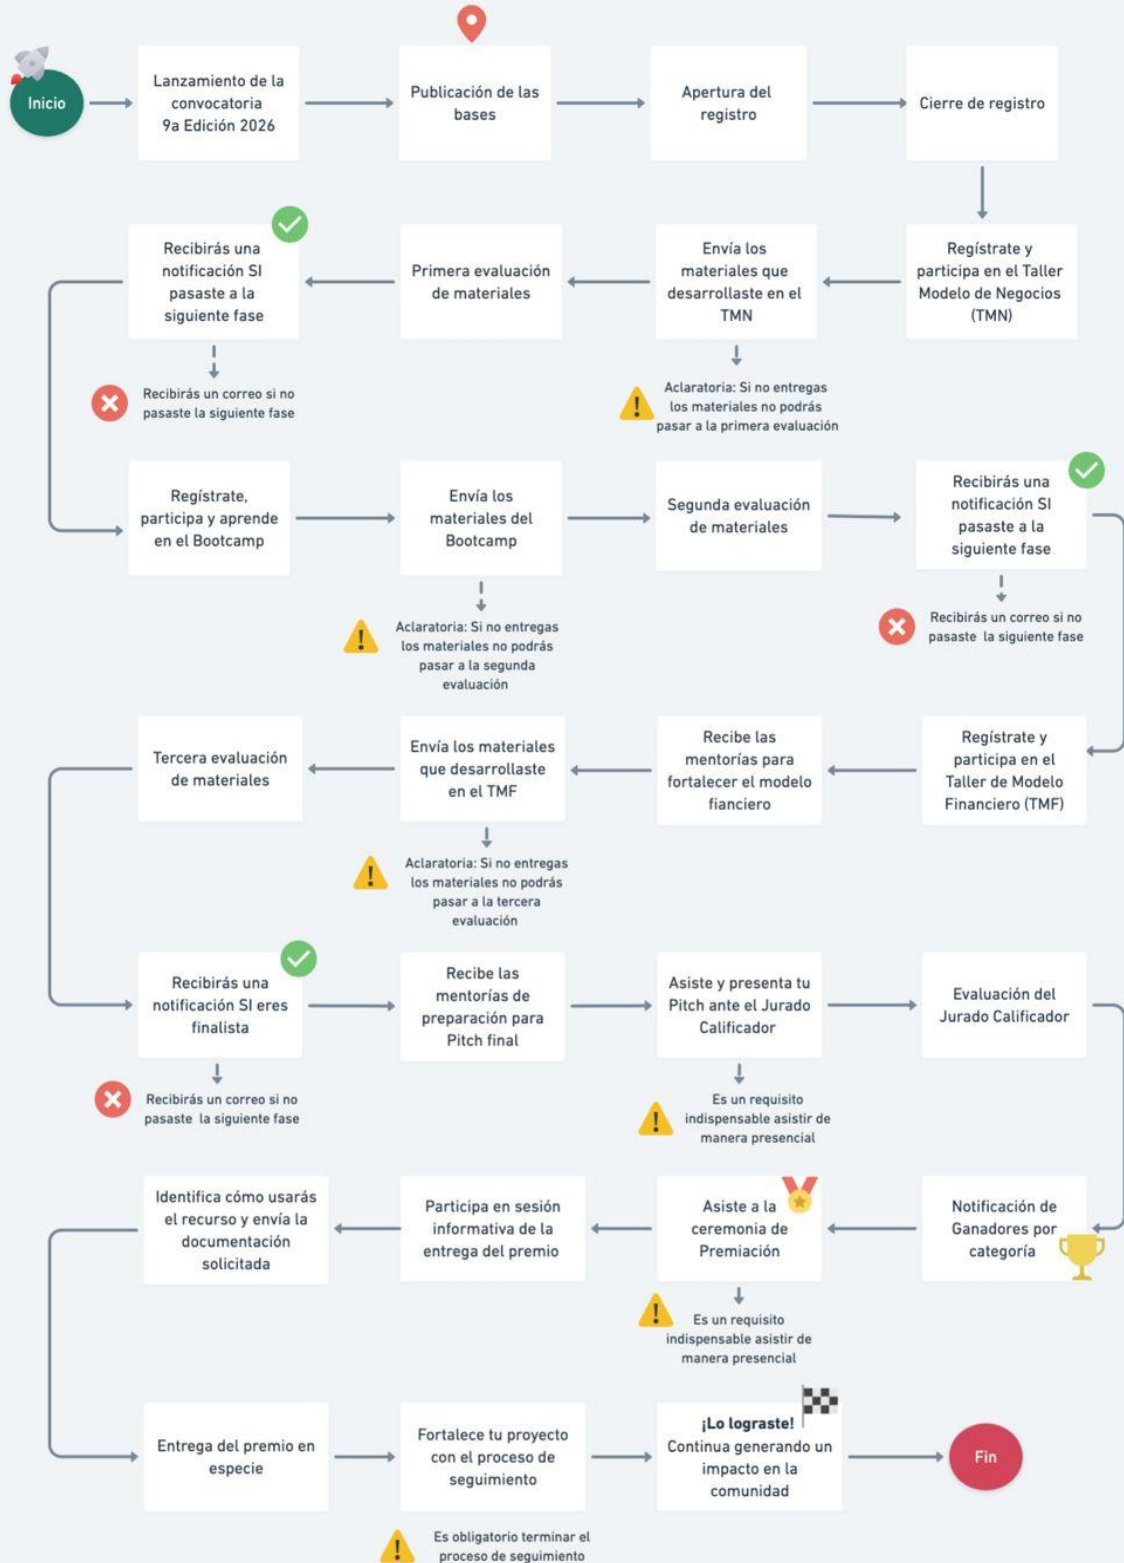 Inicio
Lanzamiento de la
convocatoria
9a Edición 2026
Publicación de las
bases
Apertura del
registro
Cierre de registro
Regístrate y
participa en el Taller
Modelo de Negocios
(TMN)
Envía los
materiales que
desarrollaste en el
TMN
Aclaratoria: Si no entregas
los materiales no podrás
pasar a la primera evaluación
Primera evaluación
de materiales
Recibirás una
notificación SI
pasaste a la
siguiente fase
Recibirás un correo si no
pasaste la siguiente fase
Regístrate,
participa y aprende
en el Bootcamp
Envía los
materiales del
Bootcamp
Aclaratoria: Si no entregas
los materiales no podrás
pasar a la segunda
evaluación
Segunda evaluación
de materiales
Recibirás una
notificación SI
pasaste a la
siguiente fase
Recibirás un correo si no
pasaste la siguiente fase
Regístrate y
participa en el
Taller de Modelo
Financiero (TMF)
Recibe las
mentorías para
fortalecer el modelo
fianciero
Envía los materiales
que desarrollaste
en el TMF
Aclaratoria: Si no entregas
los materiales no podrás
pasar a la tercera
evaluación
Tercera evaluación
de materiales
Recibirás una
notificación SI eres
finalista
Recibirás un correo si no
pasaste la siguiente fase
Recibe las
mentorías de
preparación para
Pitch final
Asiste y presenta tu
Pitch ante el Jurado
Calificador
Es un requisito
indispensable asistir de
manera presencial
Evaluación del
Jurado Calificador
Notificación de
Ganadores por
categoría
Asiste a la
ceremonia de
Premiación
Es un requisito
indispensable asistir de
manera presencial
Participa en sesión
informativa de la
entrega del premio
Identifica cómo usarás
el recurso y envía la
documentación
solicitada
Entrega del premio en
especie
Fortalece tu proyecto
con el proceso de
seguimiento
Es obligatorio terminar el
proceso de seguimiento
¡Lo lograste!
Continua generando un
impacto en la
comunidad
Fin